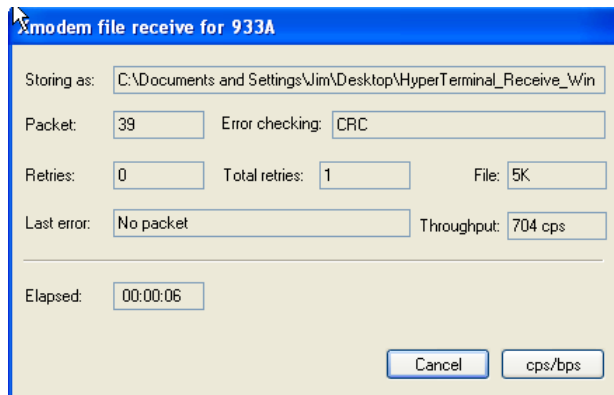 Xmodem file receive for 933A
Storing as: C:\Documents and Settings\Jim\Desktop\HyperTerminal_Receive_Win
Packet: 39 Error checking: CRC
Retries: 0 Total retries: 1 File: 5K
Last error: No packet Throughput: 704 cps
Elapsed: 00:00:06
Cancel cps/bps